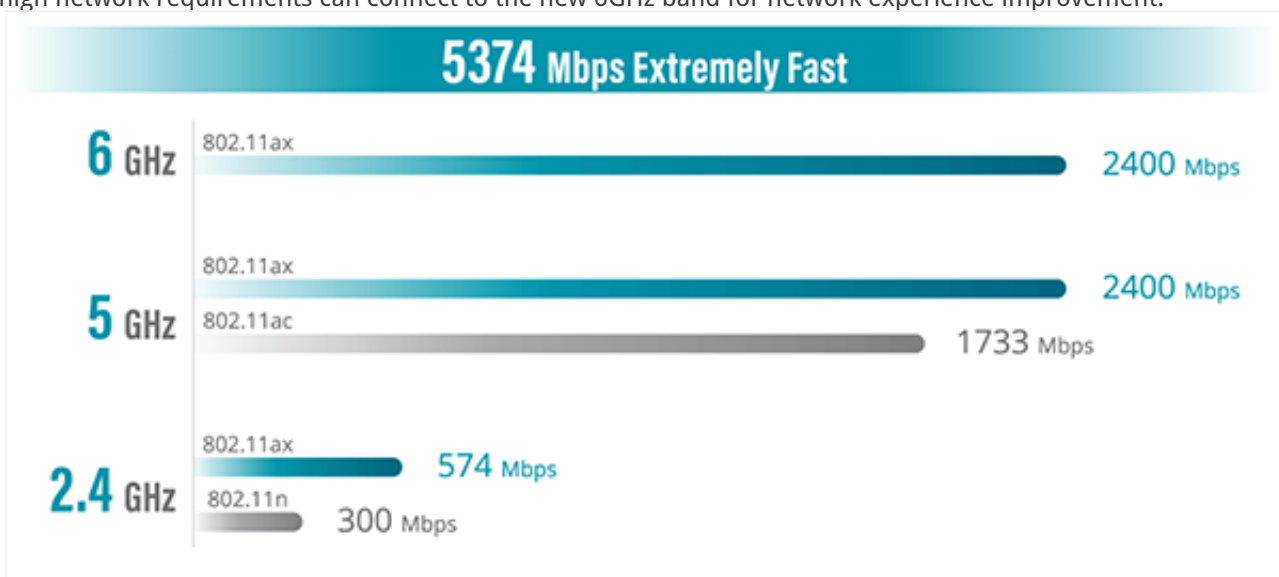 high network requirements can connect to the new 6GHz band for network experience improvement.
5374 Mbps Extremely Fast
6 GHz
802.11ax
2400 Mbps
5 GHz
802.11ax
2400 Mbps
802.11ac
1733 Mbps
2.4 GHz
802.11ax
574 Mbps
802.11n
300 Mbps